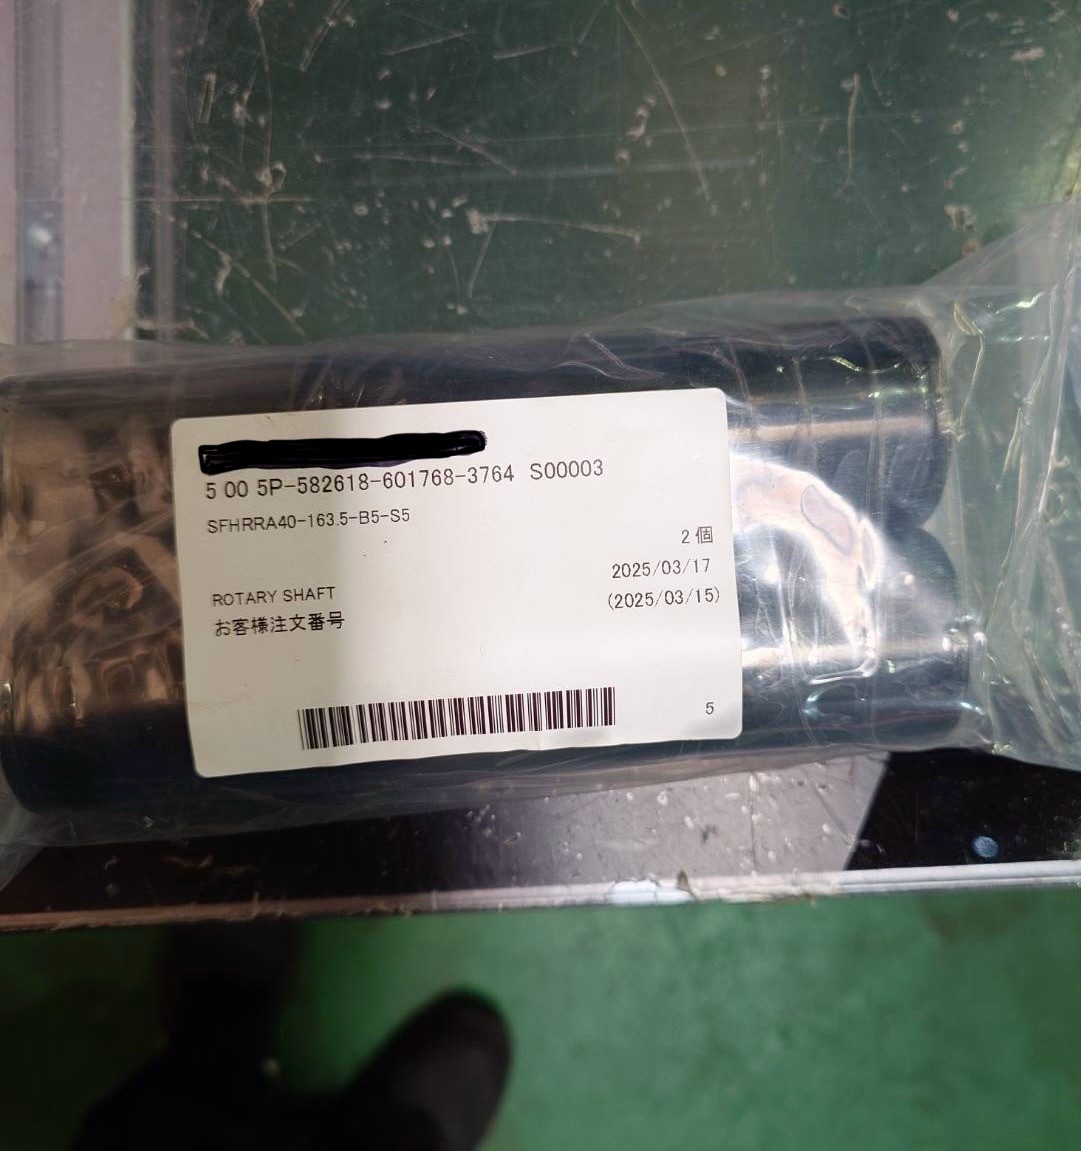 5 00 5P-582618-601768-3764 S00003
SFHRRA40-163.5-B5-S5
2個
2025/03/17
ROTARY SHAFT
(2025/03/15)
お客様注文番号
5